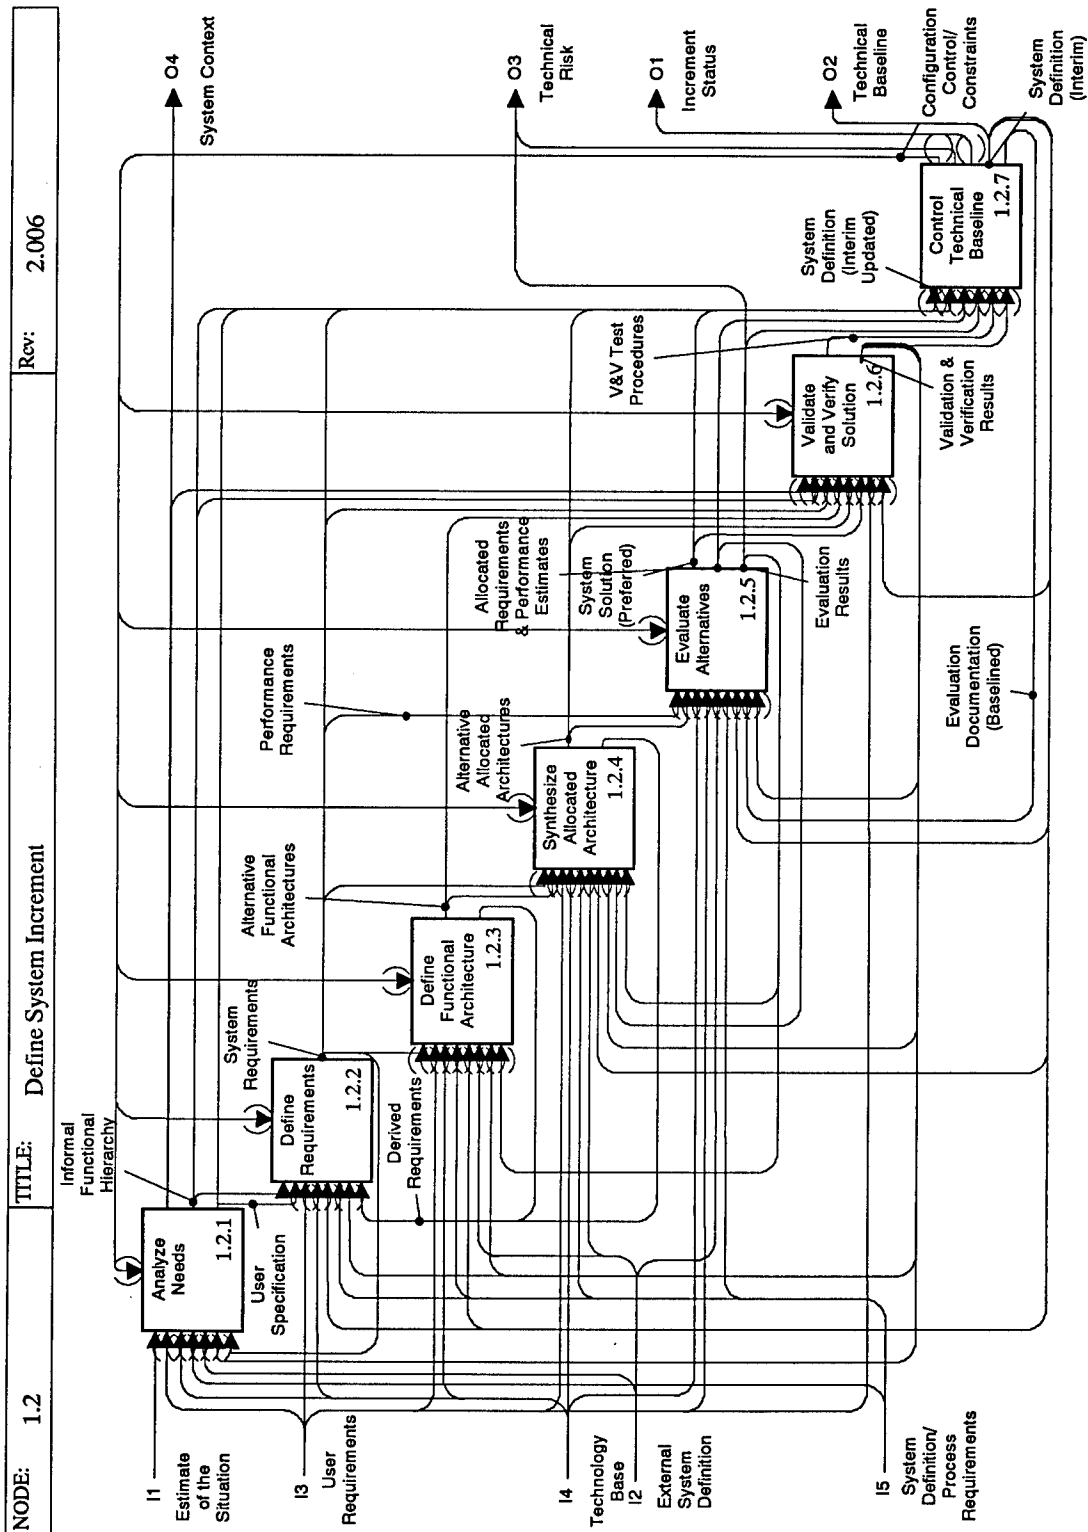 NODE: 1.2
TITLE: Define System Increment
Rev: 2.006
I1
Estimate of the
Situation
I3
User
Requirements
I4
Technology
Base
I2
External
System
Definition
I5
System
Definition/
Process
Requirements
Informal
Functional
Hierarchy
Analyze
Needs
1.2.1
User
Specification
System
Requirements
Define
Requirements
1.2.2
Derived
Requirements
Alternative
Functional
Architectures
Define
Functional
Architecture
1.2.3
Performance
Requirements
Alternative
Allocated
Architectures
Synthesize
Allocated
Architecture
1.2.4
Allocated
Requirements
& Performance
Estimates
System
Solution
(Preferred)
Evaluate
Alternatives
1.2.5
Evaluation
Results
V&V Test
Procedures
Validate
and Verify
Solution
1.2.6
Validation &
Verification
Results
Evaluation
Documentation
(Baselined)
System
Definition
(Interim
Updated)
Control
Technical
Baseline
1.2.7
O4
System Context
O3
Technical
Risk
O1
Increment
Status
O2
Technical
Baseline
Configuration
Control/
Constraints
System
Definition
(Interim)